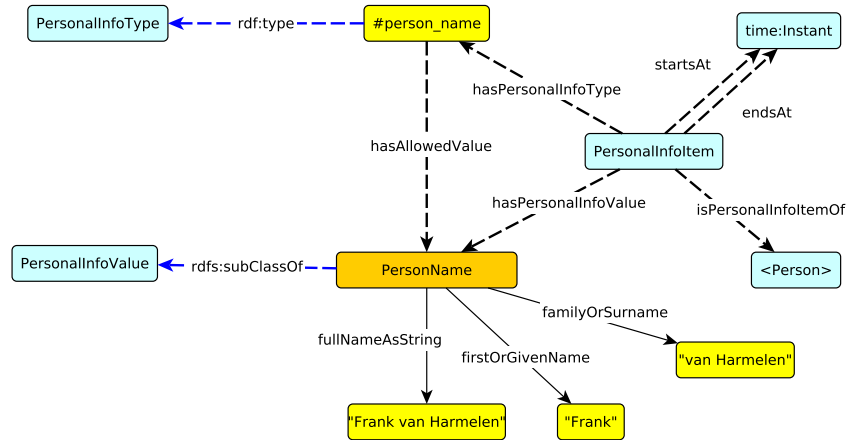 PersonalInfoType
rdf:type
#person_name
time:Instant
startsAt
hasPersonalInfoType
endsAt
hasAllowedValue
PersonalInfoItem
hasPersonalInfoValue
isPersonalInfoItemOf
PersonalInfoValue
rdfs:subClassOf
PersonName
<Person>
familyOrSurname
fullNameAsString
firstOrGivenName
"van Harmelen"
"Frank van Harmelen"
"Frank"